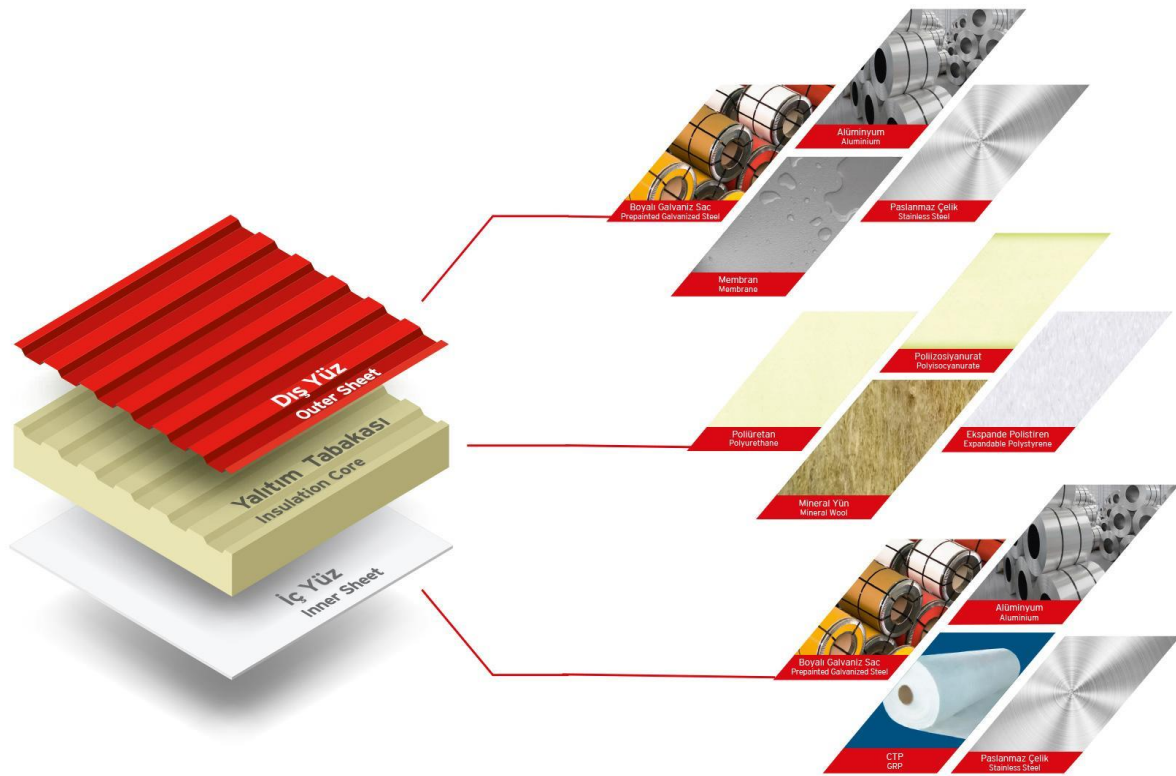 Alüminyum
Aluminium
Boyalı Galvaniz Sac
Prepainted Galvanized Steel
Paslanmaz Çelik
Stainless Steel
Membran
Membrane
Dış Yüz
Outer Sheet
Yalıtım Tabakası
Insulation Core
İç Yüz
Inner Sheet
Poliizosiyanurat
Polyisocyanurate
Poliüretan
Polyurethane
Ekspande Polistiren
Expandable Polystyrene
Mineral Yün
Mineral Wool
Alüminyum
Aluminium
Boyalı Galvaniz Sac
Prepainted Galvanized Steel
CTP
GRP
Paslanmaz Çelik
Stainless Steel